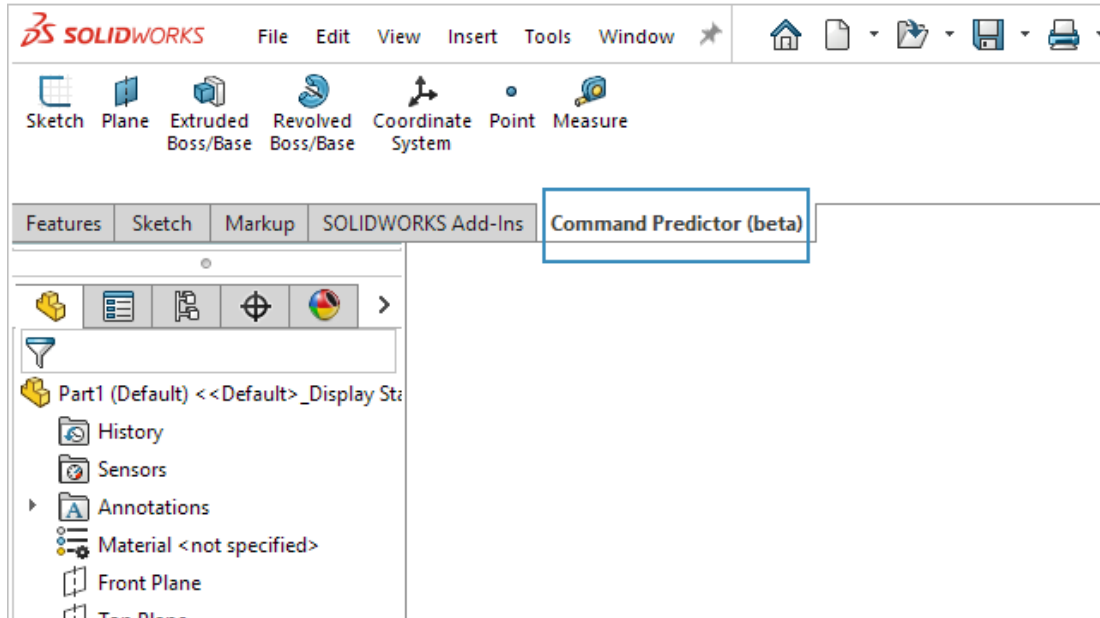 SOLIDWORKS File Edit View Insert Tools Window
Sketch Plane Extruded Revolved Coordinate Point Measure
Boss/Base Boss/Base System
Features Sketch Markup SOLIDWORKS Add-Ins Command Predictor (beta)
Part1 (Default) <<Default>_Display
History
Sensors
A Annotations
Material <not specified>
Front Plane